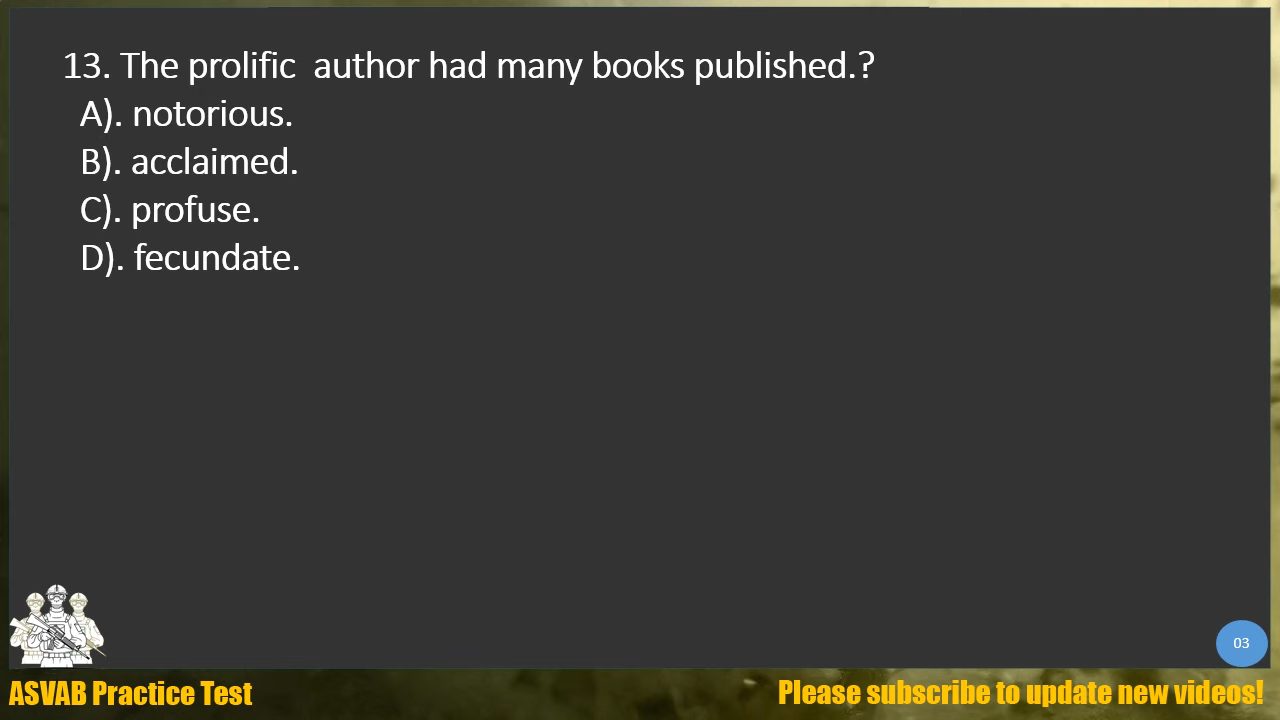 13. The prolific  author had many books published.?
A). notorious.
B). acclaimed.
C). profuse.
D). fecundate.
03
ASVAB Practice Test
Please subscribe to update new videos!